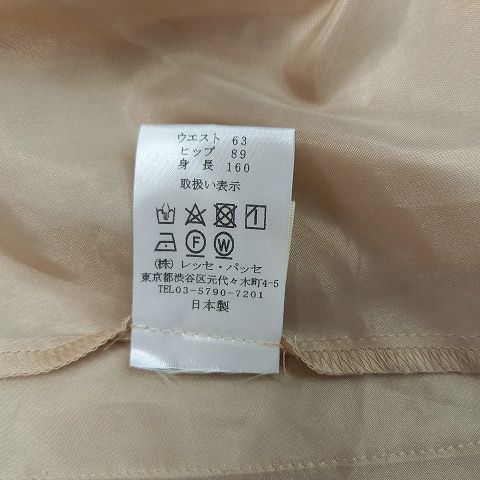 ウエスト 63
ヒップ 89
身長 160
取扱い表示
F W
(株) レッセ・パッセ
東京都渋谷区元代々木町4-5
TEL03-5790-7201
日本製